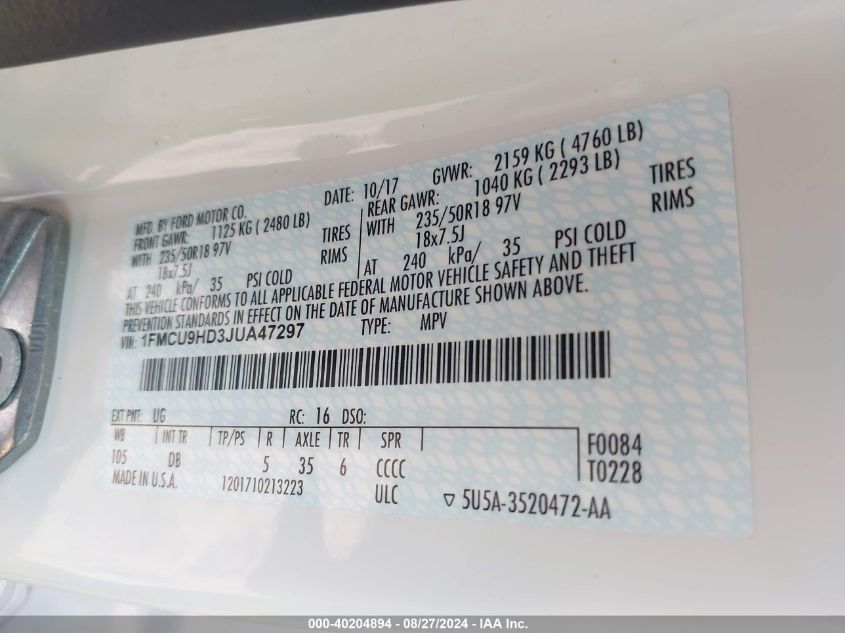 MFD. BY FORD MOTOR CO. DATE: 10/17 GVWR: 2159 KG ( 4760 LB)
FRONT GAWR: 1125 KG ( 2480 LB) REAR GAWR: 1040 KG ( 2293 LB)
WITH 235/50R18 97V TIRES WITH 235/50R18 97V TIRES
18x7.5J RIMS 18x7.5J RIMS
AT 240 kPa/ 35 PSI COLD AT 240 kPa/ 35 PSI COLD
THIS VEHICLE CONFORMS TO ALL APPLICABLE FEDERAL MOTOR VEHICLE SAFETY AND THEFT
PREVENTION STANDARDS IN EFFECT ON THE DATE OF MANUFACTURE SHOWN ABOVE.
VIN: 1FMCU9HD3JUA47297 TYPE: MPV
EXT PNT: UG RC: 16 DSO:
WB INT TR TP/PS R AXLE TR SPR F0084
105 DB 5 35 6 CCCC T0228
MADE IN U.S.A. 1201710213223 ULC ▽ 5U5A-3520472-AA
000-40204894 - 08/27/2024 - IAA Inc.